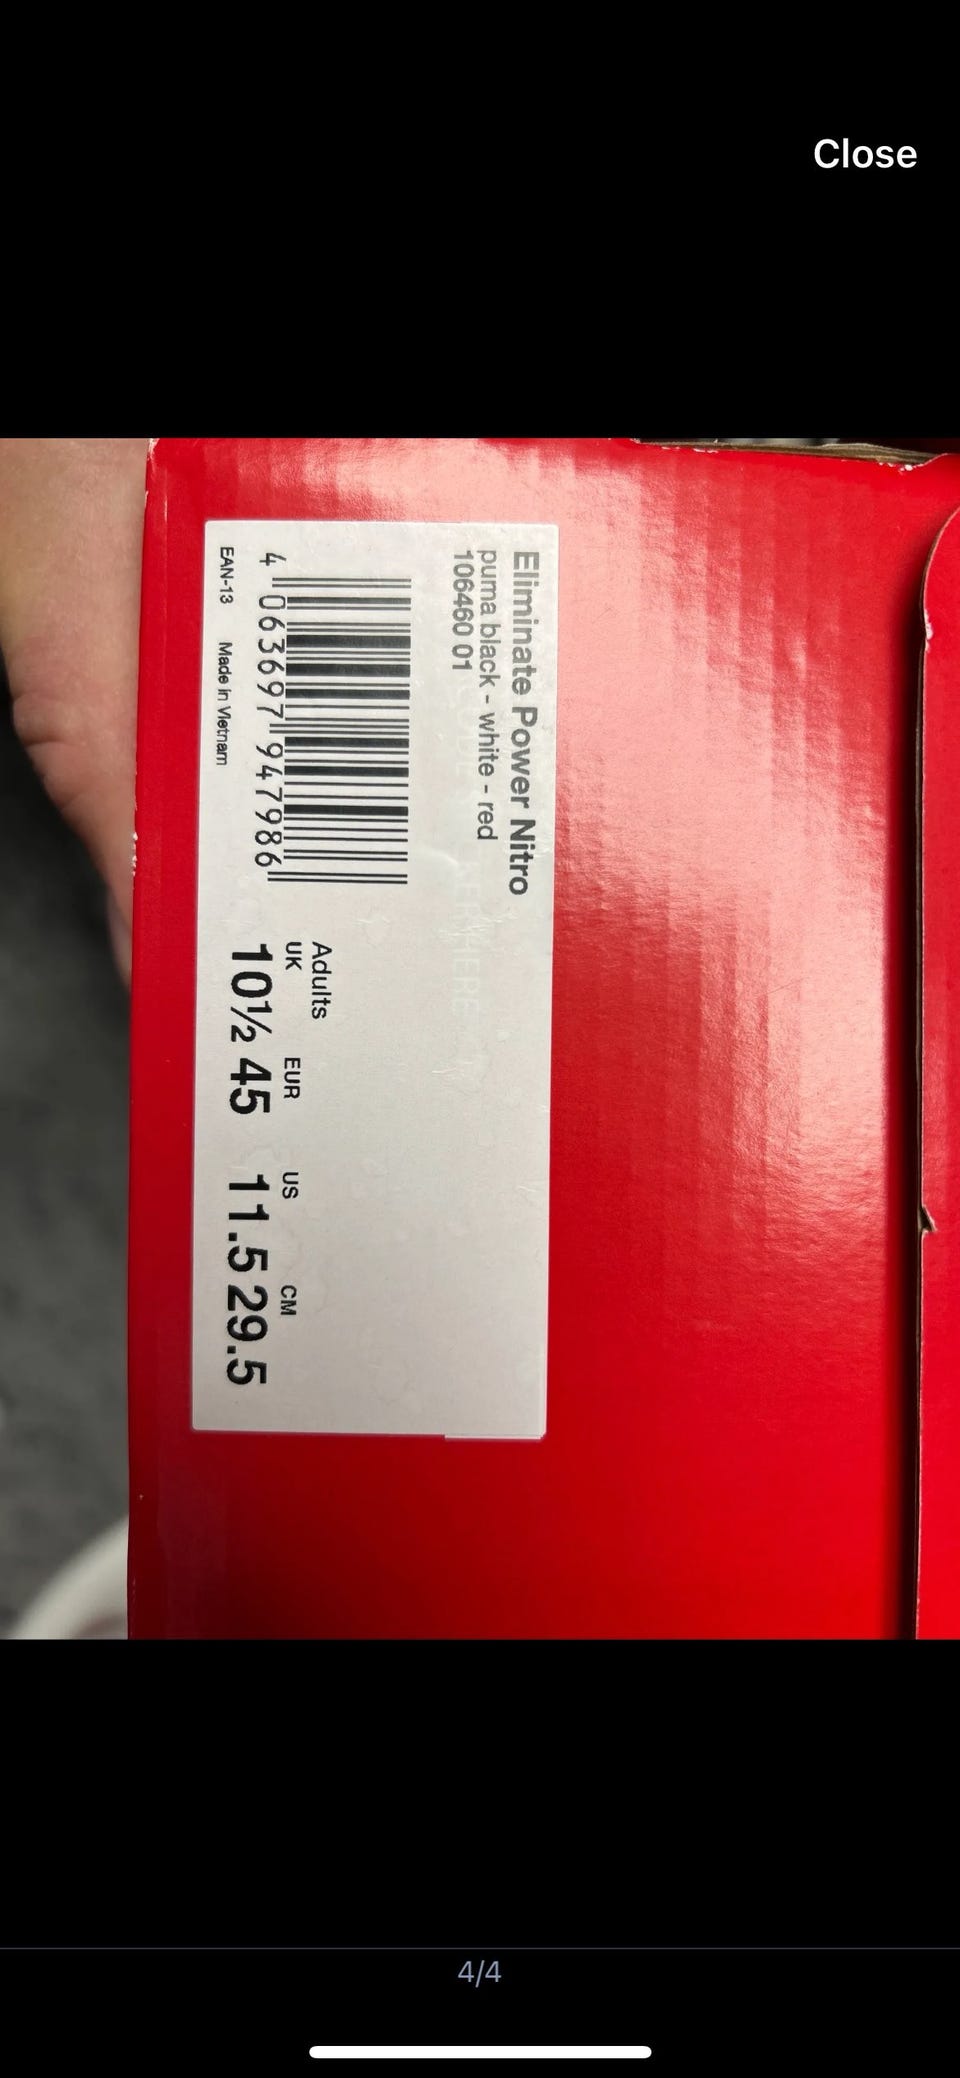 Close
Eliminate Power Nitro
puma black - white - red
106460 01
4 063697 947986
EAN-13 Made in Vietnam
Adults
UK EUR US CM
10½ 45 11.5 29.5
4/4